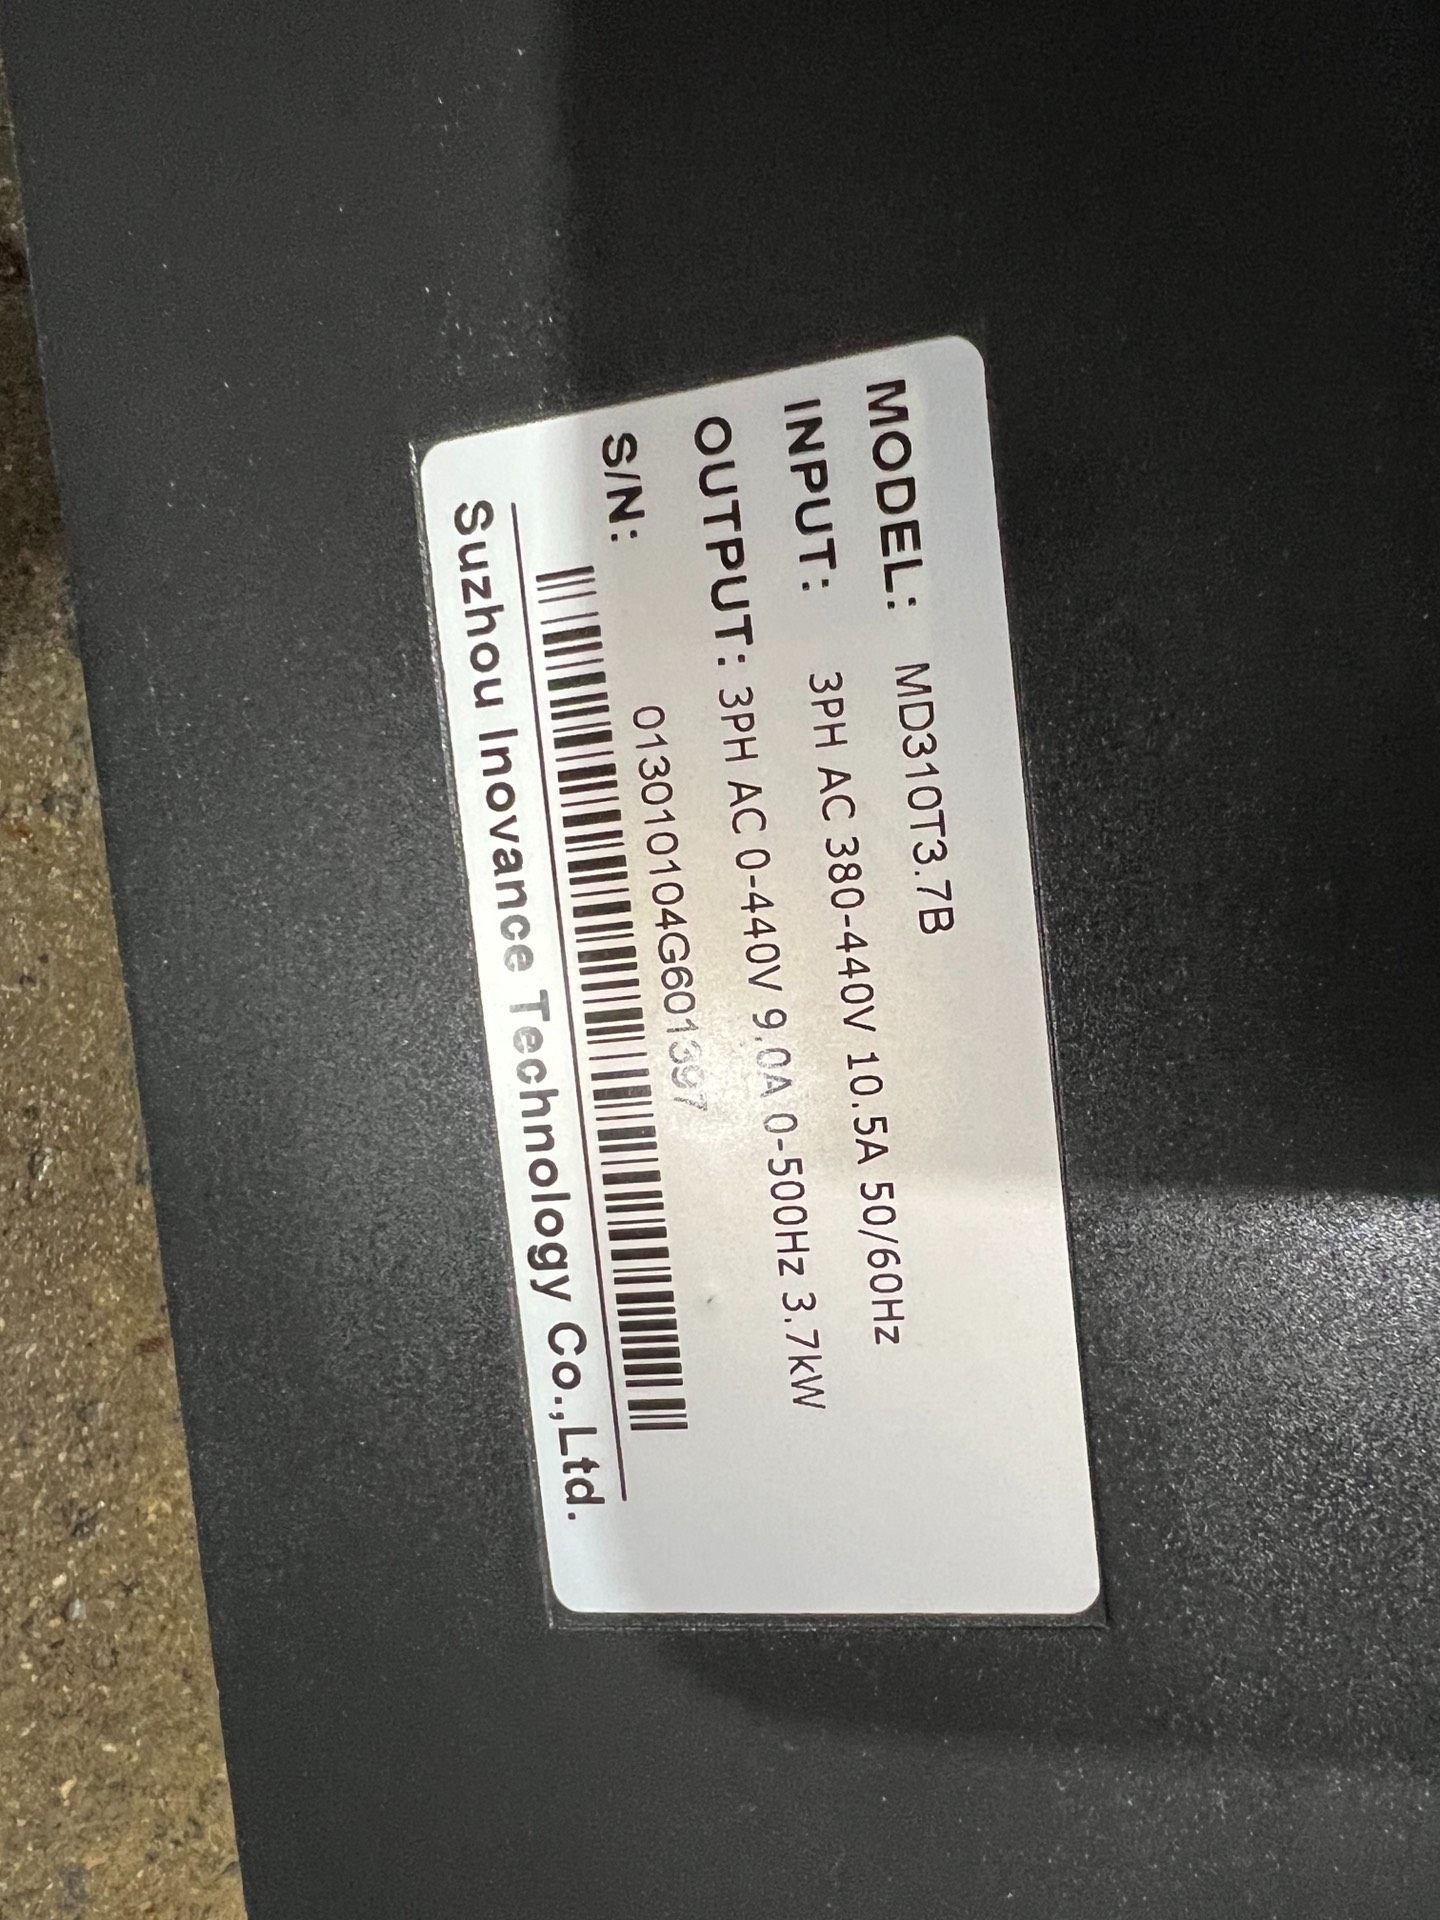 MODEL: MD310T3.7B
INPUT: 3PH AC 380-440V 10.5A 50/60Hz
OUTPUT: 3PH AC 0-440V 9.0A 0-500Hz 3.7kW
S/N: 013010104G601397
Suzhou Inovance Technology Co.,Ltd.